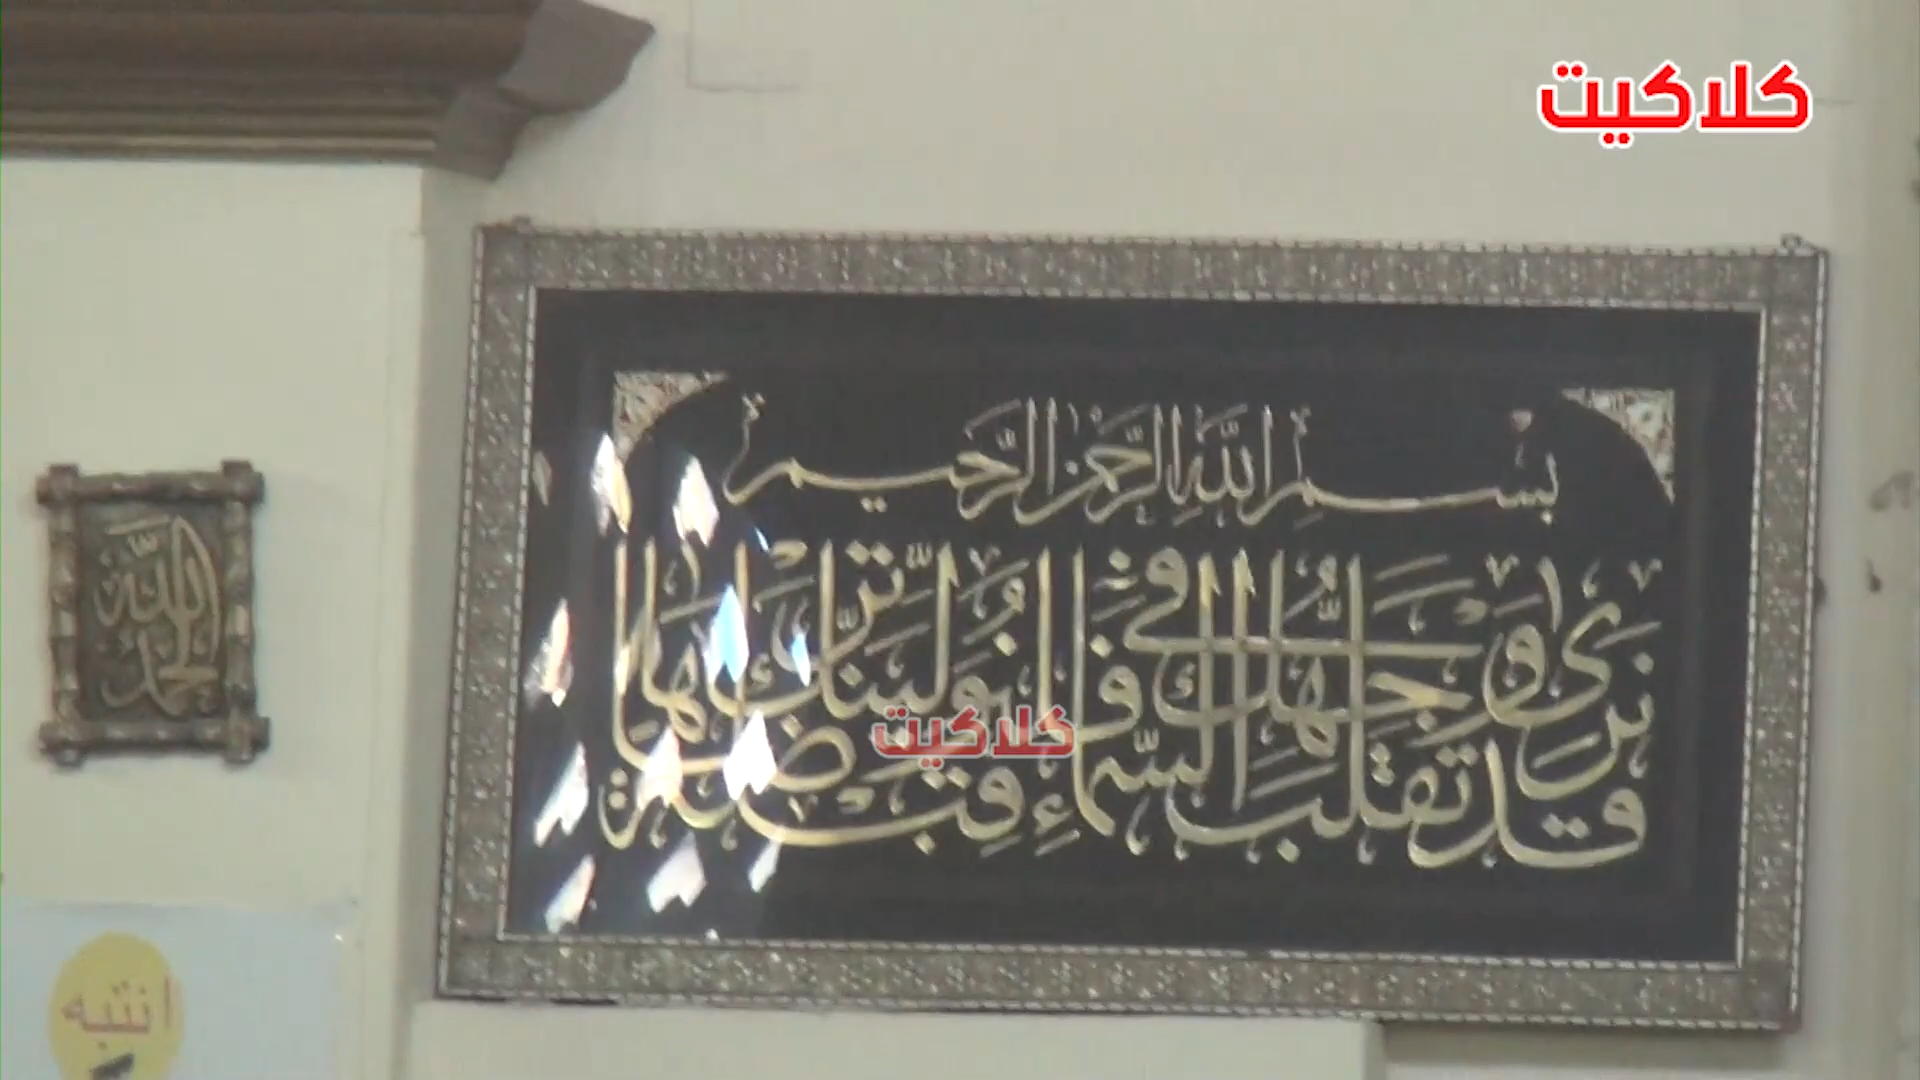 كلاكيت
بسم الله الرحمن الرحيم
قد نرى تقلب وجهك في السماء فلنولينك قبلة ترضاها
كلاكيت
الحمد لله
انتبه